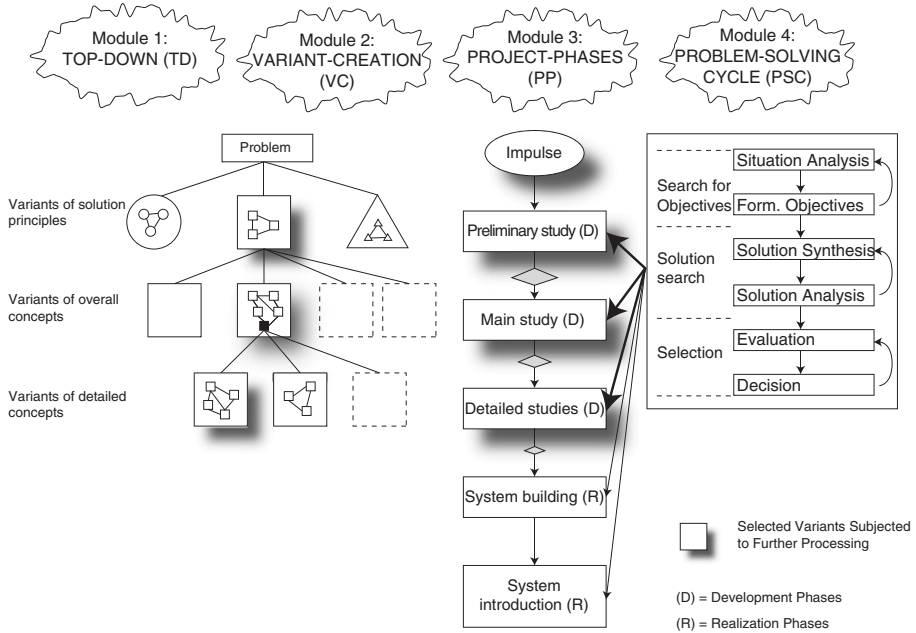 Module 1:
TOP-DOWN (TD)
Module 2:
VARIANT-CREATION
(VC)
Module 3:
PROJECT-PHASES
(PP)
Module 4:
PROBLEM-SOLVING
CYCLE (PSC)
Problem
Variants of solution
principles
Variants of overall
concepts
Variants of detailed
concepts
Impulse
Preliminary study (D)
Main study (D)
Detailed studies (D)
System building (R)
System
introduction (R)
Search for
Objectives
Solution
search
Selection
Situation Analysis
Form. Objectives
Solution Synthesis
Solution Analysis
Evaluation
Decision
Selected Variants Subjected
to Further Processing
(D) = Development Phases
(R) = Realization Phases